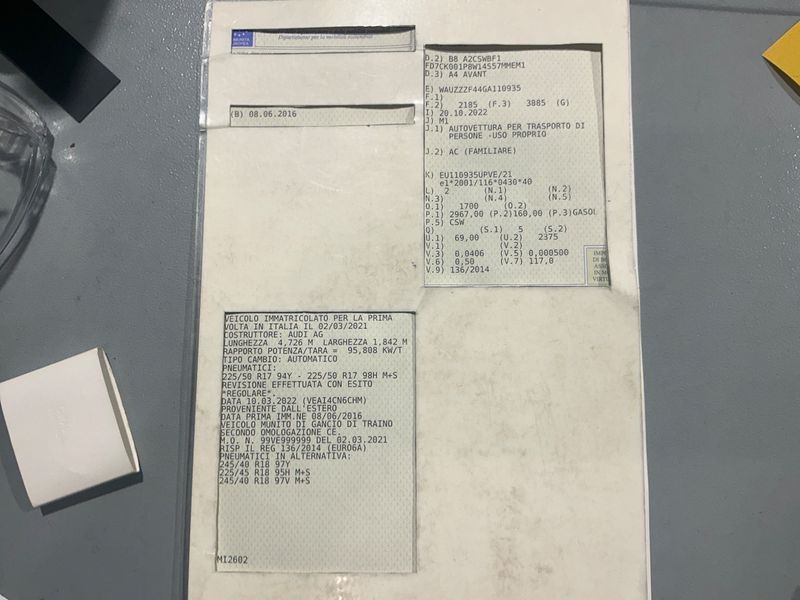 Dipartimento per la
(B) 08.06.2016
D.2) B8 A2CSWBF1
FD7CK001P8W14557MMEM1
D.3) A4 AVANT
E) WAUZZZF44GA110935
F.1)
F.2) 2185 (F.3) 3885 (G)
I) 20.10.2022
J) M1
J.1) AUTOVETTURA PER TRASPORTO DI
PERSONE -USO PROPRIO
J.2) AC (FAMILIARE)
K) EU110935UPVE/21
e1*2001/116*0430*40
L) 2 (N.1) (N.2)
N.3) (N.4) (N.5)
O.1) 1700 (O.2)
P.1) 2967,00 (P.2)160,00 (P.3)GASOL
P.5) CSW
Q) (S.1) 5 (S.2)
U.1) 69,00 (U.2) 2375
V.1) (V.2)
V.3) 0,0406 (V.5) 0,000500
V.6) 0,50 (V.7) 117,0
V.9) 136/2014
VEICOLO IMMATRICOLATO PER LA PRIMA
VOLTA IN ITALIA IL 02/03/2021
COSTRUTTORE: AUDI AG
LUNGHEZZA 4,726 M LARGHEZZA 1,842 M
RAPPORTO POTENZA/TARA = 95,808 KW/T
TIPO CAMBIO: AUTOMATICO
PNEUMATICI:
225/50 R17 94Y - 225/50 R17 98H M+S
REVISIONE EFFETTUATA CON ESITO
*REGOLARE*.
DATA 10.03.2022 (VEAI4CN6CHM)
PROVENIENTE DALL'ESTERO
DATA PRIMA IMM.NE 08/06/2016
VEICOLO MUNITO DI GANCIO DI TRAINO
SECONDO OMOLOGAZIONE CE.
M.O. N. 99VE999999 DEL 02.03.2021
RISP IL REG 136/2014 (EURO6A)
PNEUMATICI IN ALTERNATIVA:
245/40 R18 97Y
225/45 R18 95H M+S
245/40 R18 97V M+S
MI2602